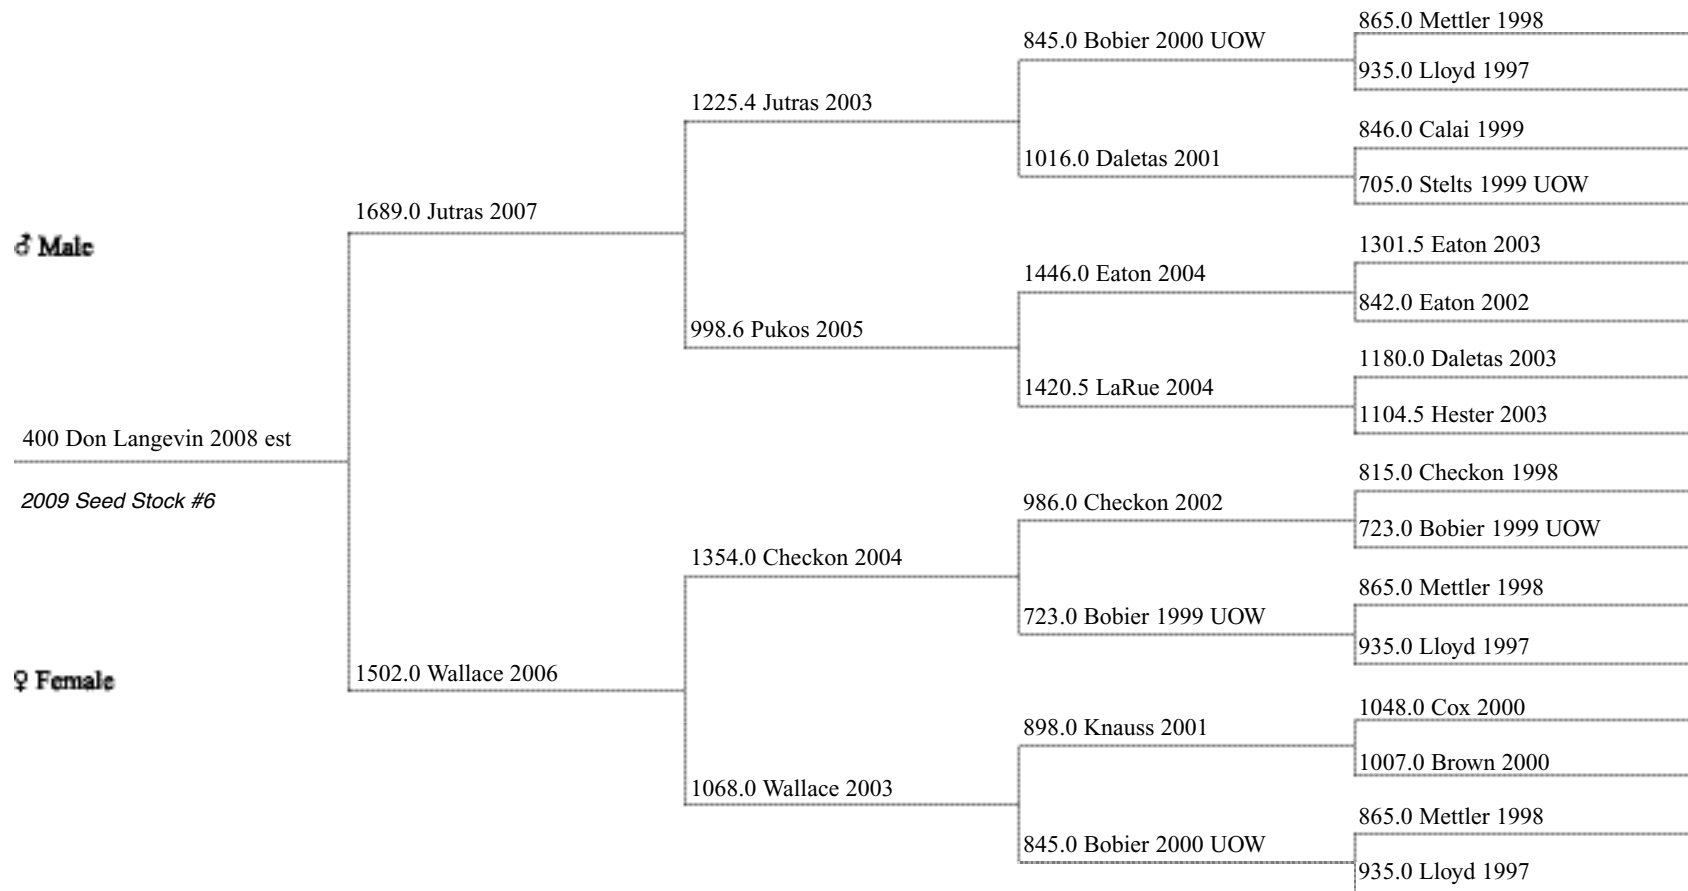 865.0 Mettler 1998
845.0 Bobier 2000 UOW
935.0 Lloyd 1997
1225.4 Jutras 2003
846.0 Calai 1999
1016.0 Daletas 2001
705.0 Stelts 1999 UOW
1689.0 Jutras 2007
♂ Male
1301.5 Eaton 2003
1446.0 Eaton 2004
842.0 Eaton 2002
998.6 Pukos 2005
1180.0 Daletas 2003
1420.5 LaRue 2004
1104.5 Hester 2003
400 Don Langevin 2008 est
815.0 Checkon 1998
2009 Seed Stock #6
986.0 Checkon 2002
723.0 Bobier 1999 UOW
1354.0 Checkon 2004
865.0 Mettler 1998
723.0 Bobier 1999 UOW
935.0 Lloyd 1997
1502.0 Wallace 2006
♀ Female
1048.0 Cox 2000
898.0 Knauss 2001
1007.0 Brown 2000
1068.0 Wallace 2003
865.0 Mettler 1998
845.0 Bobier 2000 UOW
935.0 Lloyd 1997